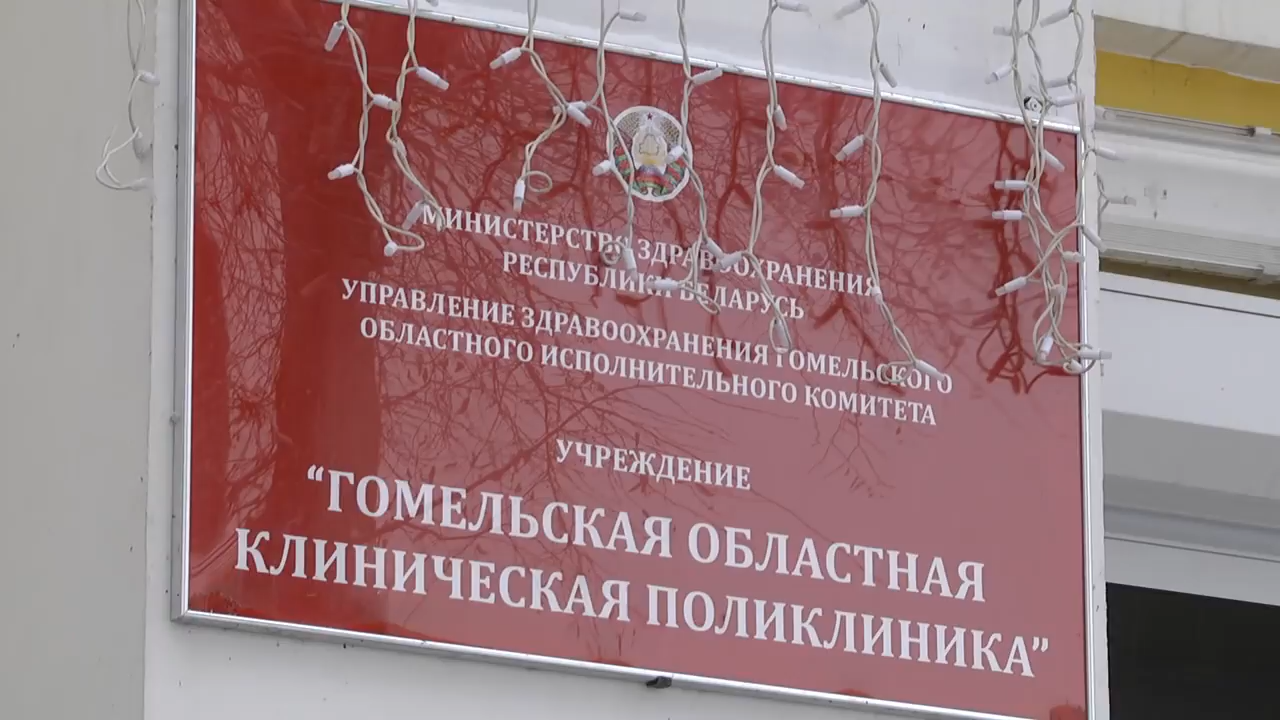 МИНИСТЕРСТВО ЗДРАВООХРАНЕНИЯ
РЕСПУБЛИКИ БЕЛАРУСЬ
УПРАВЛЕНИЕ ЗДРАВООХРАНЕНИЯ ГОМЕЛЬСКОГО
ОБЛАСТНОГО ИСПОЛНИТЕЛЬНОГО КОМИТЕТА
УЧРЕЖДЕНИЕ
“ГОМЕЛЬСКАЯ ОБЛАСТНАЯ
КЛИНИЧЕСКАЯ ПОЛИКЛИНИКА”